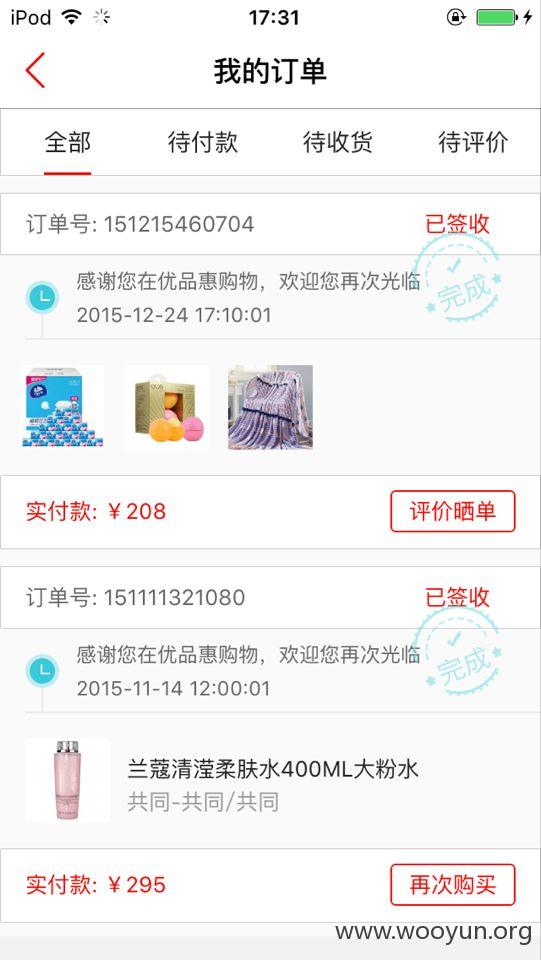 iPod 17:31
我的订单
全部 待付款 待收货 待评价
订单号: 151215460704 已签收
感谢您在优品惠购物，欢迎您再次光临
完成
2015-12-24 17:10:01
eos
实付款: ￥208 评价晒单
订单号: 151111321080 已签收
感谢您在优品惠购物，欢迎您再次光临
完成
2015-11-14 12:00:01
兰蔻清滢柔肤水400ML大粉水
共同-共同/共同
实付款: ￥295 再次购买
www.wooyun.org